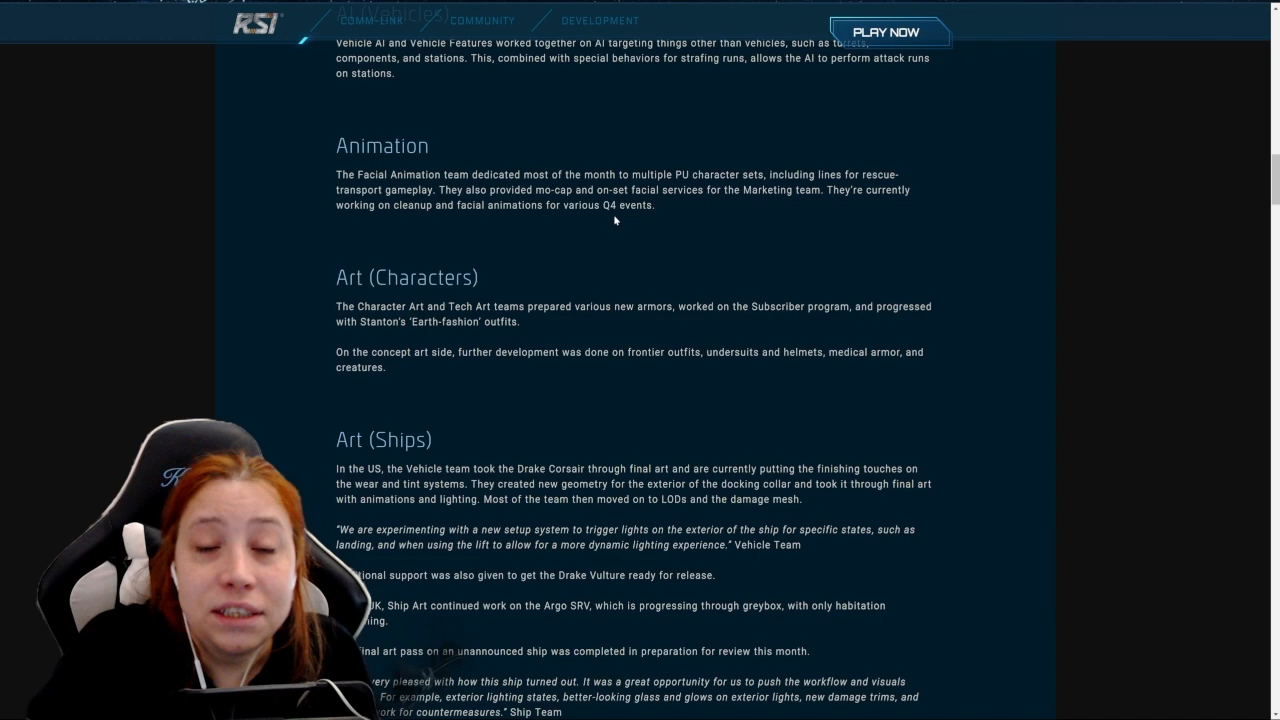 AI (Vehicles)
RSI
COMM-LINK
COMMUNITY
DEVELOPMENT
PLAY NOW
Vehicle AI and Vehicle Features worked together on AI targeting things other than vehicles, such as turrets,
components, and stations. This, combined with special behaviors for strafing runs, allows the AI to perform attack runs
on stations.
Animation
The Facial Animation team dedicated most of the month to multiple PU character sets, including lines for rescue-
transport gameplay. They also provided mo-cap and on-set facial services for the Marketing team. They're currently
working on cleanup and facial animations for various Q4 events.
Art (Characters)
The Character Art and Tech Art teams prepared various new armors, worked on the Subscriber program, and progressed
with Stanton's 'Earth-fashion' outfits.
On the concept art side, further development was done on frontier outfits, undersuits and helmets, medical armor, and
creatures.
Art (Ships)
In the US, the Vehicle team took the Drake Corsair through final art and are currently putting the finishing touches on
the wear and tint systems. They created new geometry for the exterior of the docking collar and took it through final art
with animations and lighting. Most of the team then moved on to LODs and the damage mesh.
"We are experimenting with a new setup system to trigger lights on the exterior of the ship for specific states, such as
landing, and when using the lift to allow for a more dynamic lighting experience." Vehicle Team
tional support was also given to get the Drake Vulture ready for release.
UK, Ship Art continued work on the Argo SRV, which is progressing through greybox, with only habitation
ning.
inal art pass on an unannounced ship was completed in preparation for review this month.
very pleased with how this ship turned out. It was a great opportunity for us to push the workflow and visuals
For example, exterior lighting states, better-looking glass and glows on exterior lights, new damage trims, and
work for countermeasures." Ship Team